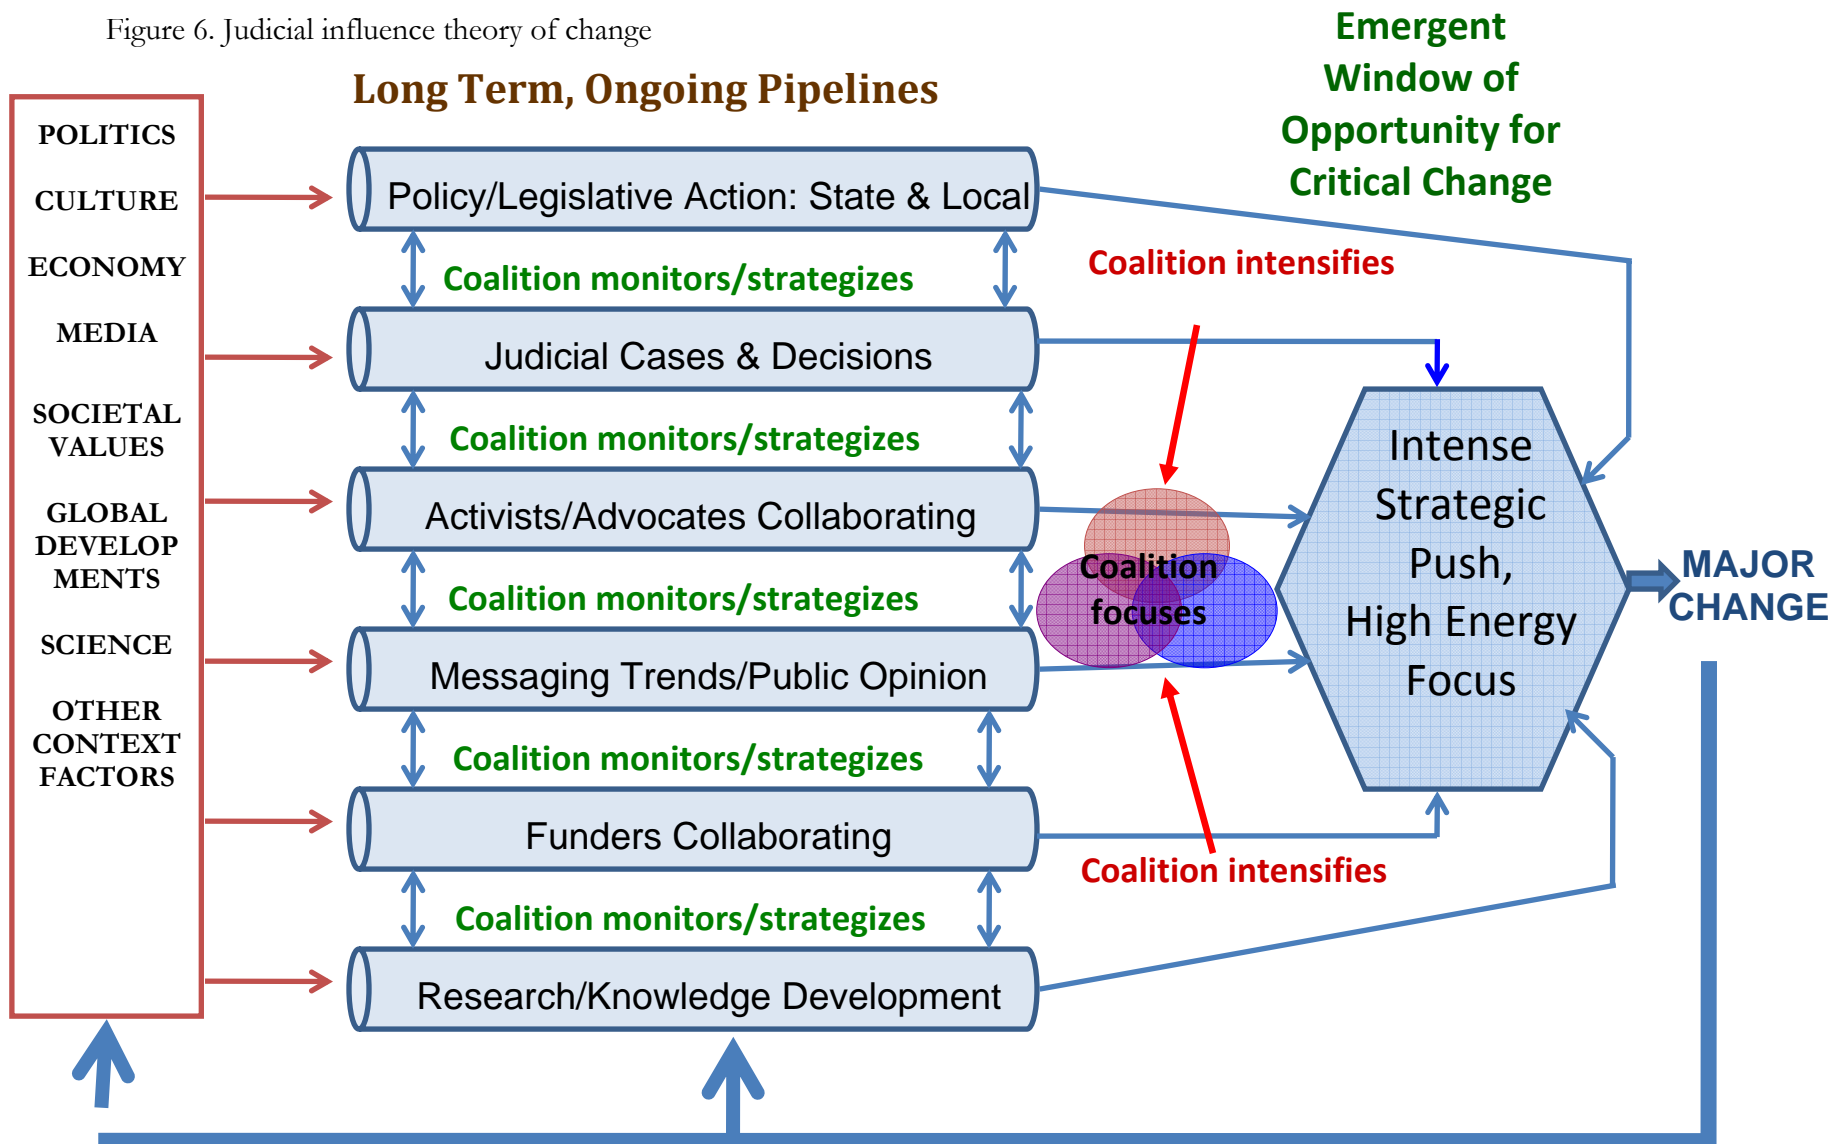 Figure 6. Judicial influence theory of change
Long Term, Ongoing Pipelines
Emergent
Window of
Opportunity for
Critical Change
POLITICS
CULTURE
ECONOMY
MEDIA
SOCIETAL
VALUES
GLOBAL
DEVELOP
MENTS
SCIENCE
OTHER
CONTEXT
FACTORS
Policy/Legislative Action: State & Local
Coalition monitors/strategizes
Judicial Cases & Decisions
Coalition monitors/strategizes
Activists/Advocates Collaborating
Coalition monitors/strategizes
Messaging Trends/Public Opinion
Coalition monitors/strategizes
Funders Collaborating
Coalition monitors/strategizes
Research/Knowledge Development
Coalition intensifies
Coalition
focuses
Coalition intensifies
Intense
Strategic
Push,
High Energy
Focus
MAJOR
CHANGE